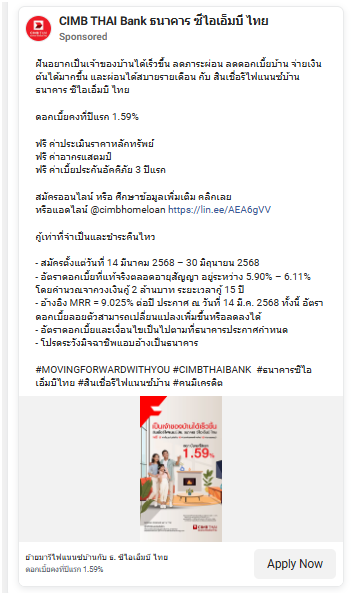 CIMB THAI Bank ธนาคาร ซีไอเอ็มบี ไทย
Sponsored
ฝันอยากเป็นเจ้าของบ้านได้เร็วขึ้น ลดภาระผ่อน ลดดอกเบี้ยบ้าน จ่ายเงิน
ต้นได้มากขึ้น และผ่อนได้สบายรายเดือน กับ สินเชื่อรีไฟแนนซ์บ้าน
ธนาคาร ซีไอเอ็มบี ไทย
ดอกเบี้ยคงที่ปีแรก 1.59%
ฟรี ค่าประเมินราคาหลักทรัพย์
ฟรี ค่าอากรแสตมป์
ฟรี ค่าเบี้ยประกันอัคคีภัย 3 ปีแรก
สมัครออนไลน์ หรือ ศึกษาข้อมูลเพิ่มเติม คลิกเลย
หรือแอดไลน์ @cimbhomeloan https://lin.ee/AEA6gVV
กู้เท่าที่จำเป็นและชำระคืนไหว
- สมัครตั้งแต่วันที่ 14 มีนาคม 2568 – 30 มิถุนายน 2568
- อัตราดอกเบี้ยที่แท้จริงตลอดอายุสัญญา อยู่ระหว่าง 5.90% – 6.11%
โดยคำนวณจากวงเงินกู้ 2 ล้านบาท ระยะเวลากู้ 15 ปี
- อ้างอิง MRR = 9.025% ต่อปี ประกาศ ณ วันที่ 14 มี.ค. 2568 ทั้งนี้ อัตรา
ดอกเบี้ยลอยตัวสามารถเปลี่ยนแปลงเพิ่มขึ้นหรือลดลงได้
- อัตราดอกเบี้ยและเงื่อนไขเป็นไปตามที่ธนาคารประกาศกำหนด
- โปรดระวังมิจฉาชีพแอบอ้างเป็นธนาคาร
#MOVINGFORWARDWITHYOU #CIMBTHAIBANK #ธนาคารซีไอ
เอ็มบีไทย #สินเชื่อรีไฟแนนซ์บ้าน #คนมีเครดิต
เป็นเจ้าของบ้านได้เร็วขึ้น
1.59%
CIMB THAI
ย้ายมารีไฟแนนซ์บ้านกับ ธ. ซีไอเอ็มบี ไทย
ดอกเบี้ยคงที่ปีแรก 1.59%
Apply Now